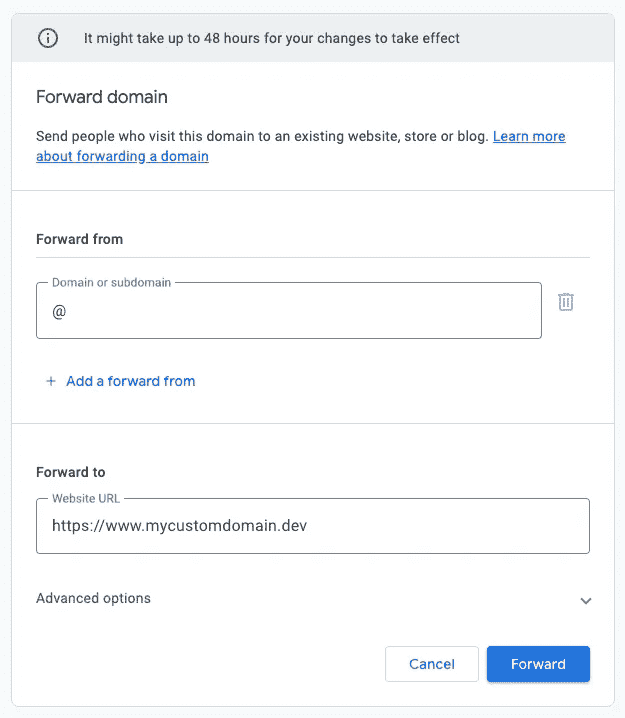 It might take up to 48 hours for your changes to take effect
Forward domain
Send people who visit this domain to an existing website, store or blog. Learn more
about forwarding a domain
Forward from
Domain or subdomain
@
+ Add a forward from
Forward to
Website URL
https://www.mycustomdomain.dev
Advanced options
Cancel Forward